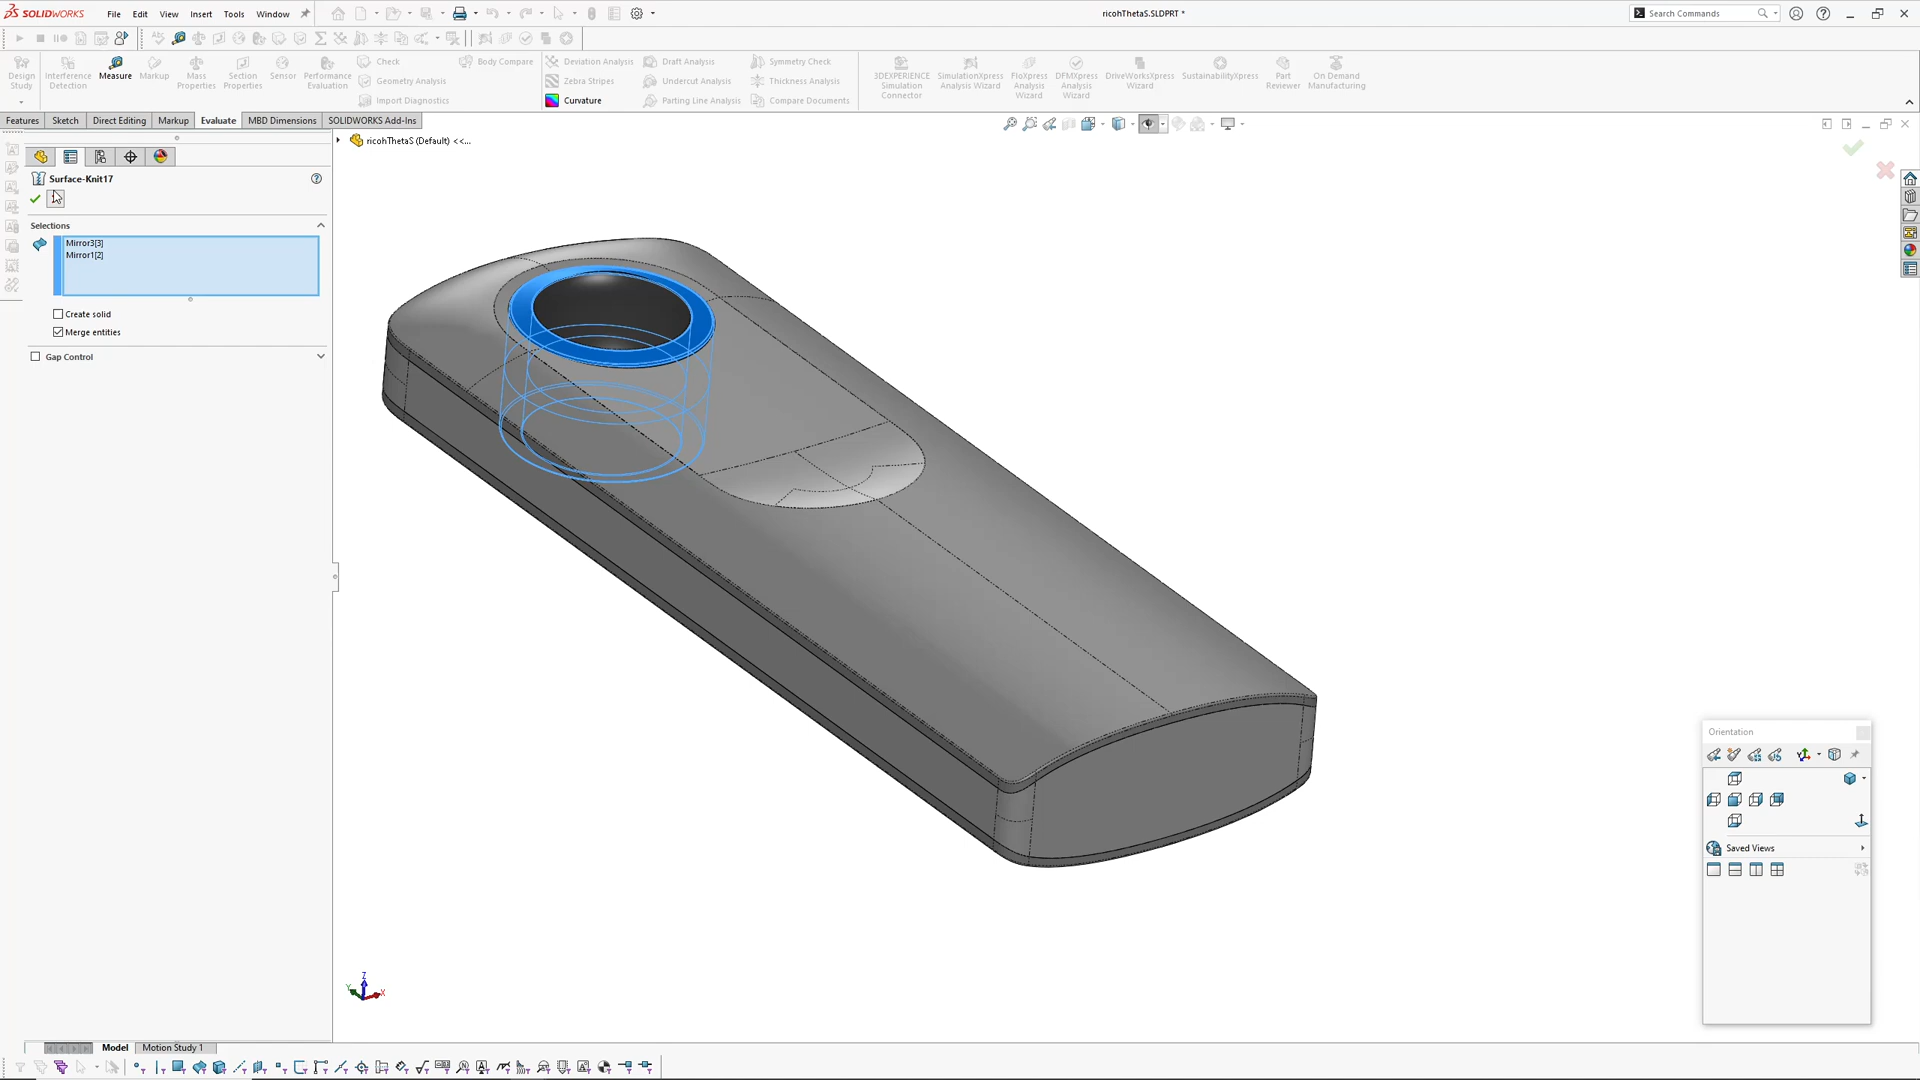 SOLIDWORKS File Edit View Insert Tools Window
ricohThetaS.SLDPRT *
Search Commands
Design Study
Interference Detection
Measure
Markup
Mass Properties
Section Properties
Sensor
Performance Evaluation
Check
Geometry Analysis
Import Diagnostics
Body Compare
Deviation Analysis
Zebra Stripes
Curvature
Draft Analysis
Undercut Analysis
Parting Line Analysis
Symmetry Check
Thickness Analysis
Compare Documents
3DEXPERIENCE Simulation Connector
SimulationXpress Analysis Wizard
FloXpress Analysis Wizard
DFMXpress Analysis Wizard
DriveWorksXpress Wizard
SustainabilityXpress
Part Reviewer
On Demand Manufacturing
Features Sketch Direct Editing Markup Evaluate MBD Dimensions SOLIDWORKS Add-Ins
ricohThetaS (Default) <<...
Surface-Knit17
Selections
Mirror3[3]
Mirror1[2]
Create solid
Merge entities
Gap Control
Orientation
Saved Views
Z
Y
X
Model Motion Study 1